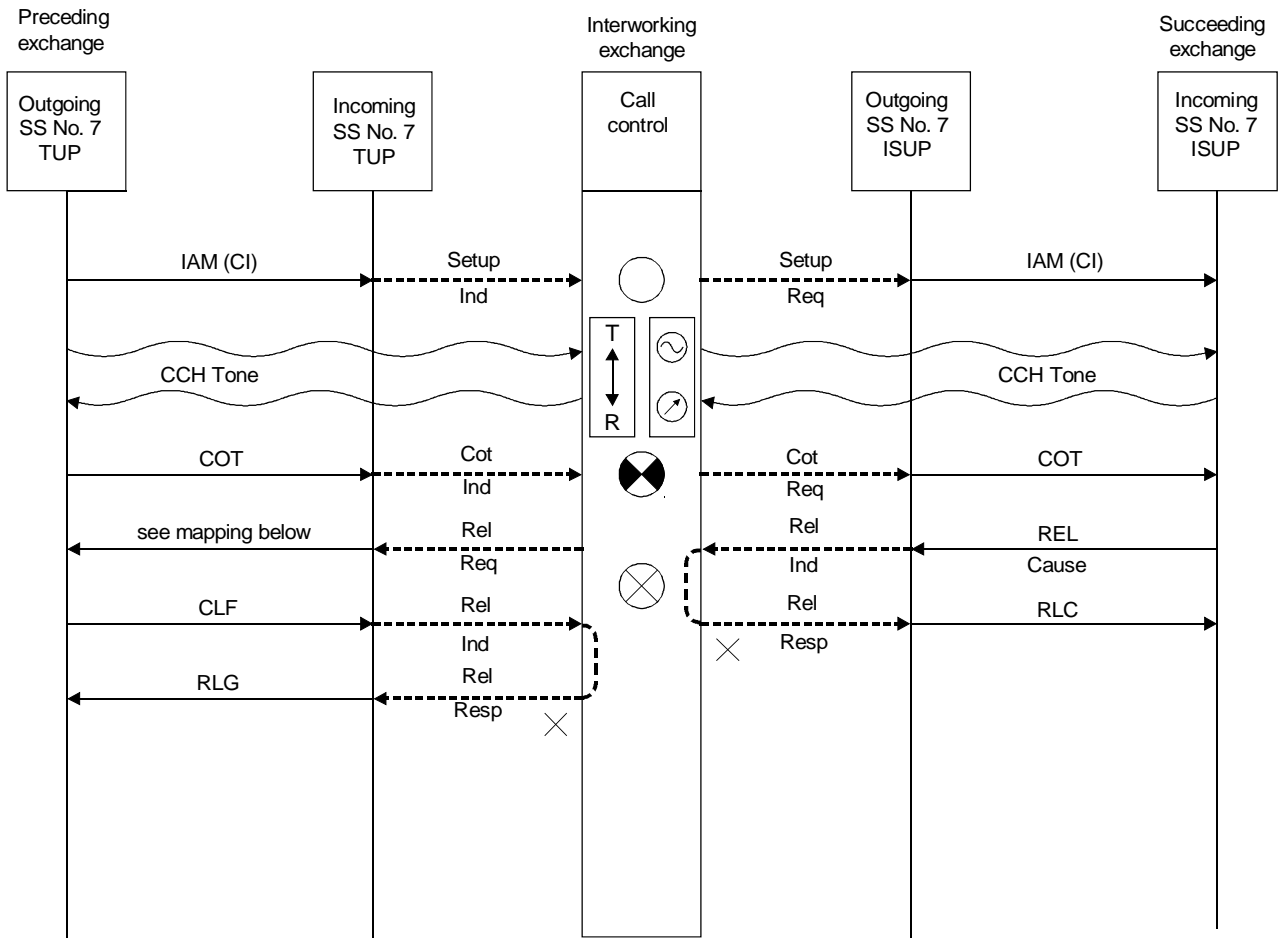 Preceding
exchange
Interworking
exchange
Succeeding
exchange
Outgoing
SS No. 7
TUP
Incoming
SS No. 7
TUP
Call
control
Outgoing
SS No. 7
ISUP
Incoming
SS No. 7
ISUP
IAM (CI)
Setup
Ind
Setup
Req
IAM (CI)
T
R
CCH Tone
CCH Tone
COT
Cot
Ind
Cot
Req
COT
see mapping below
Rel
Req
Rel
Ind
REL
Cause
CLF
Rel
Ind
Rel
Resp
RLC
RLG
Rel
Resp